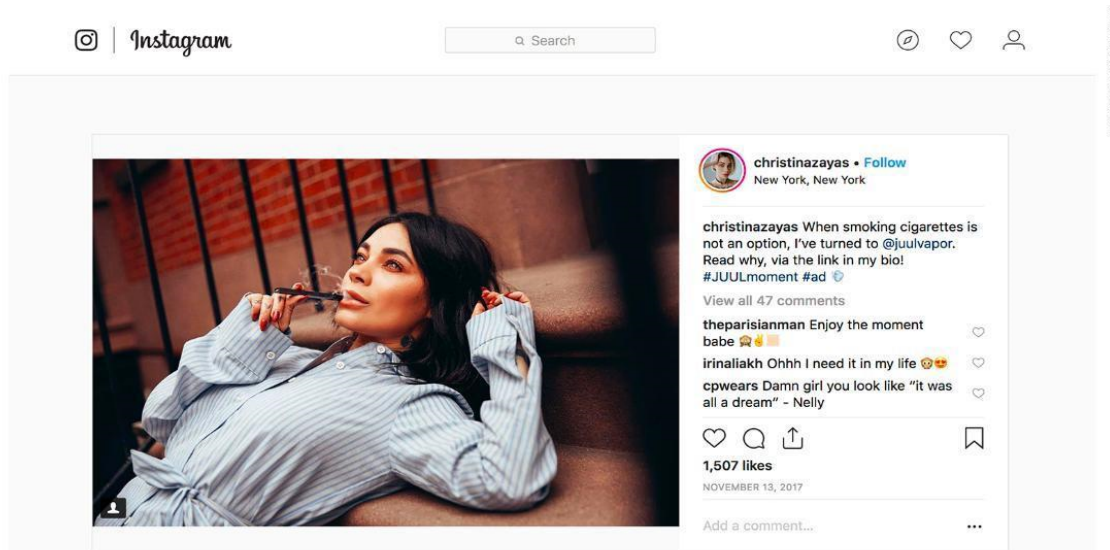 Instagram
Search
christinazayas • Follow
New York, New York
christinazayas When smoking cigarettes is
not an option, I've turned to @juulvapor.
Read why, via the link in my bio!
#JUULmoment #ad 💨
View all 47 comments
theparisianman Enjoy the moment
babe 🙊✌️🏻
irinaliakh Ohhh I need it in my life 🙊😍
cpwears Damn girl you look like “it was
all a dream” - Nelly
1,507 likes
NOVEMBER 13, 2017
Add a comment...